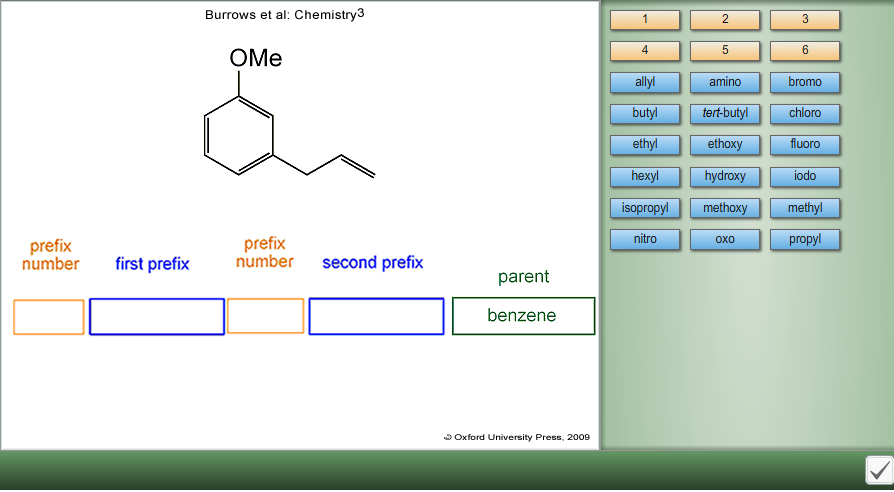 Burrows et al: Chemistry3
OMe
prefix number
first prefix
prefix number
second prefix
parent
benzene
© Oxford University Press, 2009
1 2 3
4 5 6
allyl amino bromo
butyl tert-butyl chloro
ethyl ethoxy fluoro
hexyl hydroxy iodo
isopropyl methoxy methyl
nitro oxo propyl